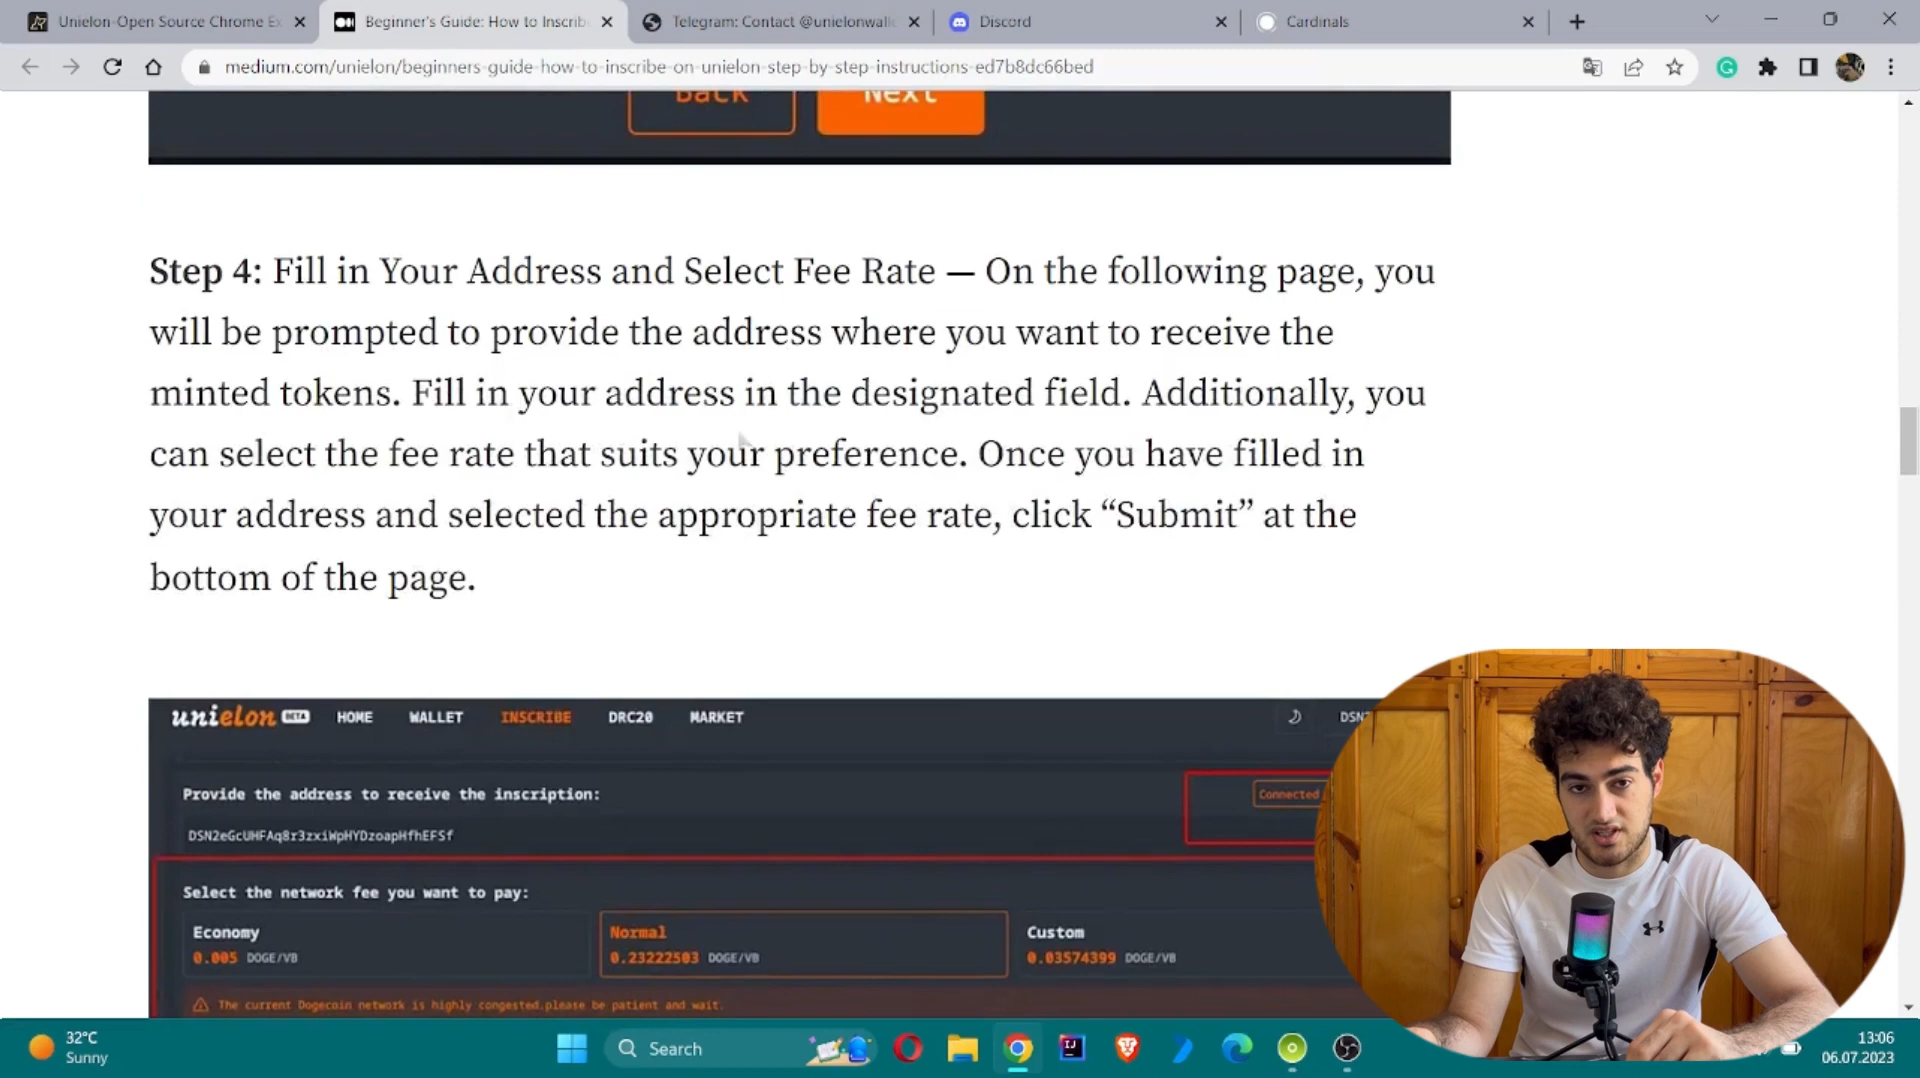 Unielon-Open Source Chrome Ex
Beginner's Guide: How to Inscribe
Telegram: Contact @unielonwalle
Discord
Cardinals
medium.com/unielon/beginners-guide-how-to-inscribe-on-unielon-step-by-step-instructions-ed7b8dc66bed
Back
Next
Step 4: Fill in Your Address and Select Fee Rate — On the following page, you
will be prompted to provide the address where you want to receive the
minted tokens. Fill in your address in the designated field. Additionally, you
can select the fee rate that suits your preference. Once you have filled in
your address and selected the appropriate fee rate, click “Submit” at the
bottom of the page.
unielon BETA HOME WALLET INSCRIBE DRC20 MARKET DSN2
Provide the address to receive the inscription:
Connected
DSN2eGcUHFAq8r3zxiWpHYDzoapHfhEFSf
Select the network fee you want to pay:
Economy
0.005 DOGE/VB
Normal
0.23222503 DOGE/VB
Custom
0.03574399 DOGE/VB
The current Dogecoin network is highly congested.please be patient and wait.
32°C
Sunny
Search
IJ
13:06
06.07.2023